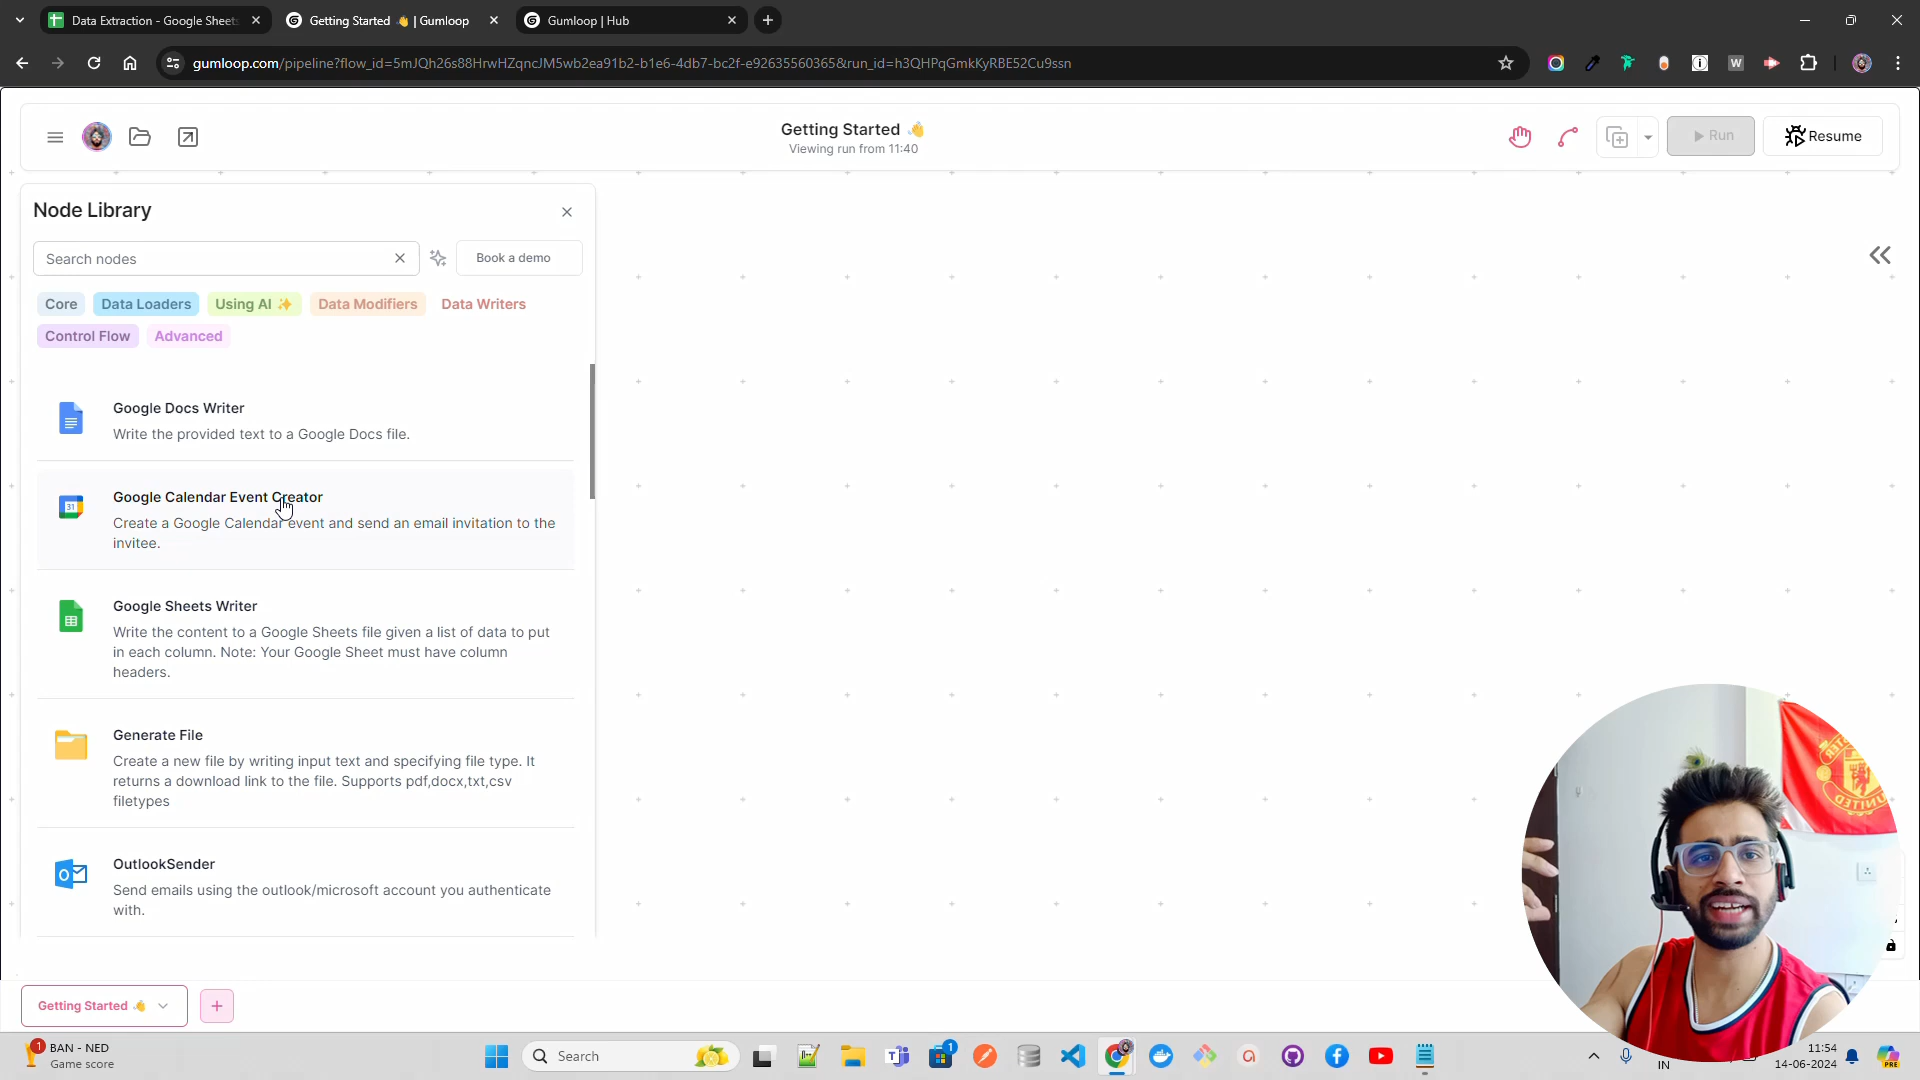 Data Extraction - Google Sheets
Getting Started 👋 | Gumloop
Gumloop | Hub
gumloop.com/pipeline?flow_id=5mJQh26s88HrwHZqncJM5wb2ea91b2-b1e6-4db7-bc2f-e92635560365&run_id=h3QHPqGmkKyRBE52Cu9ssn
Getting Started 👋
Viewing run from 11:40
Run
Resume
Node Library
Search nodes
Book a demo
Core
Data Loaders
Using AI ✨
Data Modifiers
Data Writers
Control Flow
Advanced
Google Docs Writer
Write the provided text to a Google Docs file.
Google Calendar Event Creator
Create a Google Calendar event and send an email invitation to the
invitee.
Google Sheets Writer
Write the content to a Google Sheets file given a list of data to put
in each column. Note: Your Google Sheet must have column
headers.
Generate File
Create a new file by writing input text and specifying file type. It
returns a download link to the file. Supports pdf,docx,txt,csv
filetypes
OutlookSender
Send emails using the outlook/microsoft account you authenticate
with.
Getting Started 👋
1
BAN - NED
Game score
Search
1
IN
11:54
14-06-2024
PRE
31
UNITED